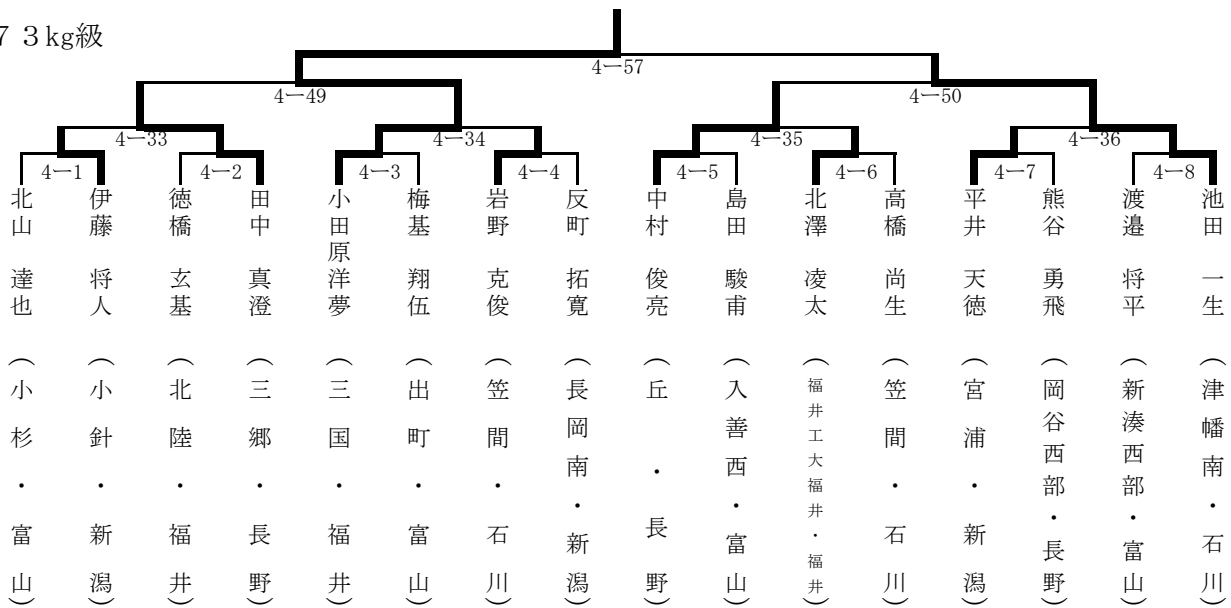 ７３kg級
4－57
4－49
4－50
4－33
4－34
4－35
4－36
4－1
4－2
4－3
4－4
4－5
4－6
4－7
4－8
北山 達也 （小杉・富山）
伊藤 将人 （小針・新潟）
徳橋 玄基 （北陸・福井）
田中 真澄 （三郷・長野）
小田原洋夢 （三国・福井）
梅基 翔伍 （出町・富山）
岩野 克俊 （笠間・石川）
反町 拓寛 （長岡南・新潟）
中村 俊亮 （丘・長野）
島田 駿甫 （入善西・富山）
北澤 凌太 （福井工大福井・福井）
高橋 尚生 （笠間・石川）
平井 天徳 （宮浦・新潟）
熊谷 勇飛 （岡谷西部・長野）
渡邉 将平 （新湊西部・富山）
池田 一生 （津幡南・石川）